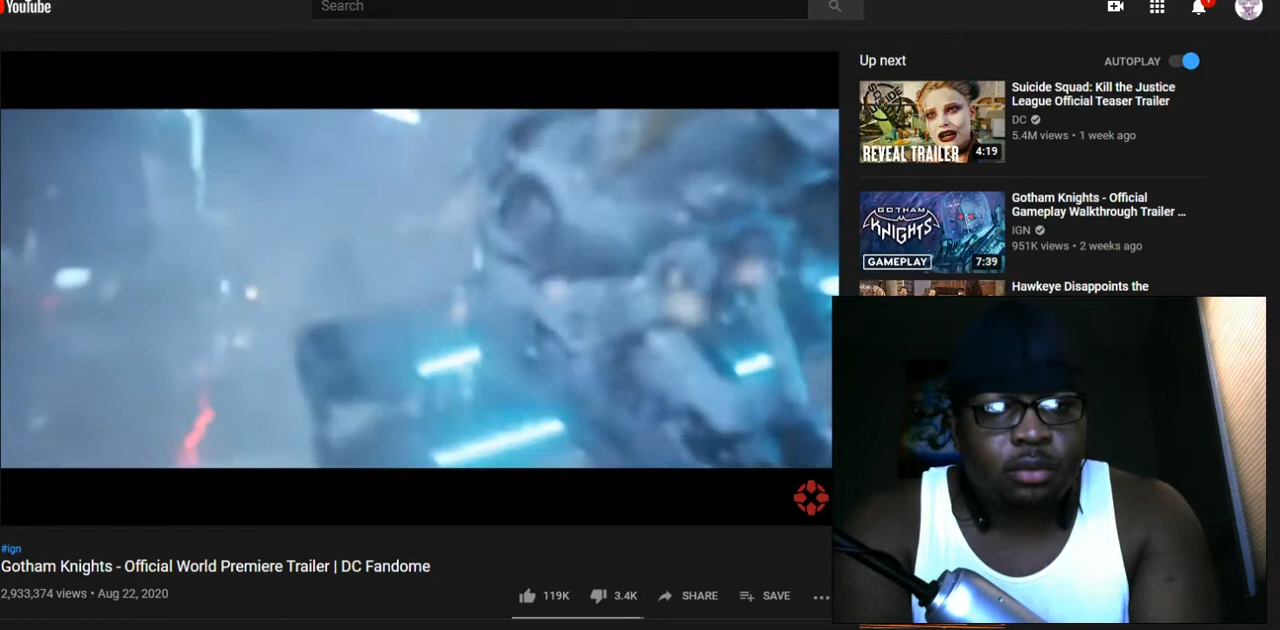 YouTube
Search
Up next
AUTOPLAY
Suicide Squad: Kill the Justice
League Official Teaser Trailer
DC
5.4M views • 1 week ago
REVEAL TRAILER
4:19
Gotham Knights - Official
Gameplay Walkthrough Trailer ...
IGN
951K views • 2 weeks ago
GOTHAM
KNIGHTS
GAMEPLAY
7:39
Hawkeye Disappoints the
#ign
Gotham Knights - Official World Premiere Trailer | DC Fandome
2,933,374 views • Aug 22, 2020
119K
3.4K
SHARE
SAVE